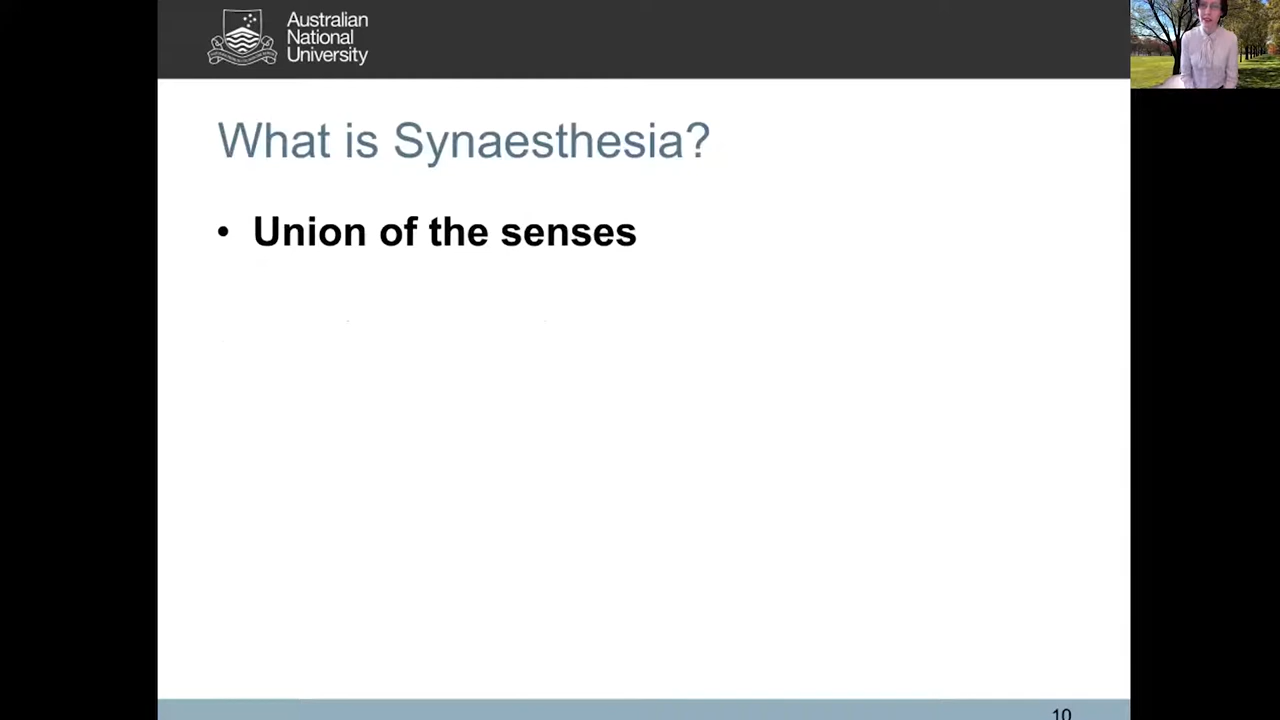 Australian
National
University
What is Synaesthesia?
• Union of the senses
10